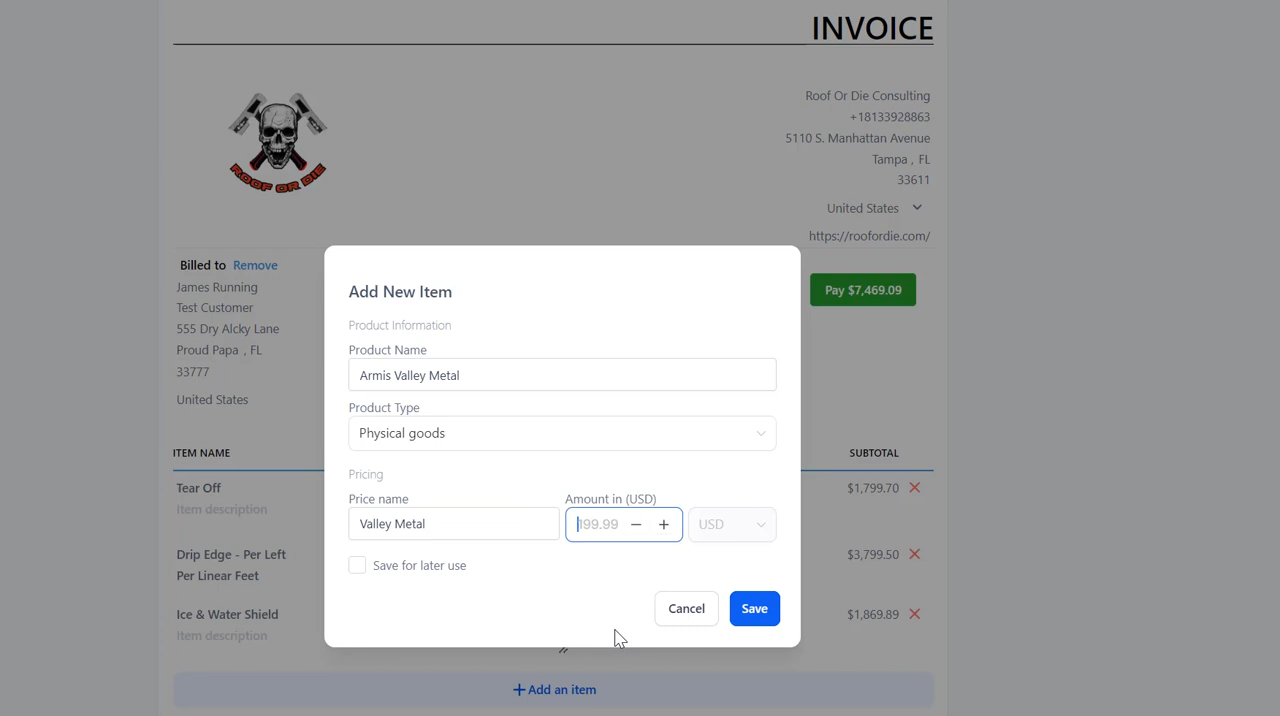 INVOICE
ROOF OR DIE
Roof Or Die Consulting
+18133928863
5110 S. Manhattan Avenue
Tampa , FL
33611
United States
https://roofordie.com/
Billed to Remove
James Running
Test Customer
555 Dry Alcky Lane
Proud Papa , FL
33777
United States
Pay $7,469.09
Add New Item
Product Information
Product Name
Armis Valley Metal
Product Type
Physical goods
Pricing
Price name Amount in (USD)
Valley Metal 199.99 − + USD
Save for later use
Cancel Save
ITEM NAME SUBTOTAL
Tear Off $1,799.70
Item description
Drip Edge - Per Left $3,799.50
Per Linear Feet
Ice & Water Shield $1,869.89
Item description
+ Add an item